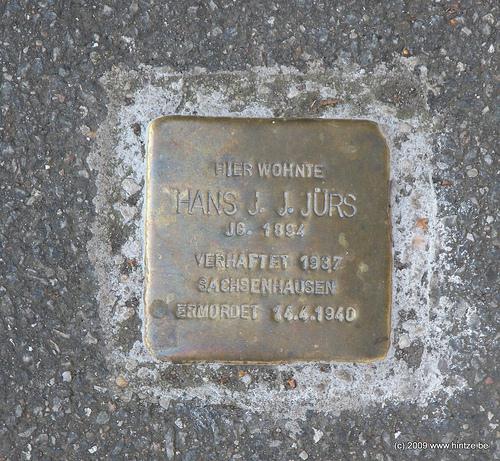 HIER WOHNTE
HANS J. J. JÜRS
JG. 1894
VERHAFTET 1937
SACHSENHAUSEN
ERMORDET 14.4.1940
(c) 2009 www.hintze.be